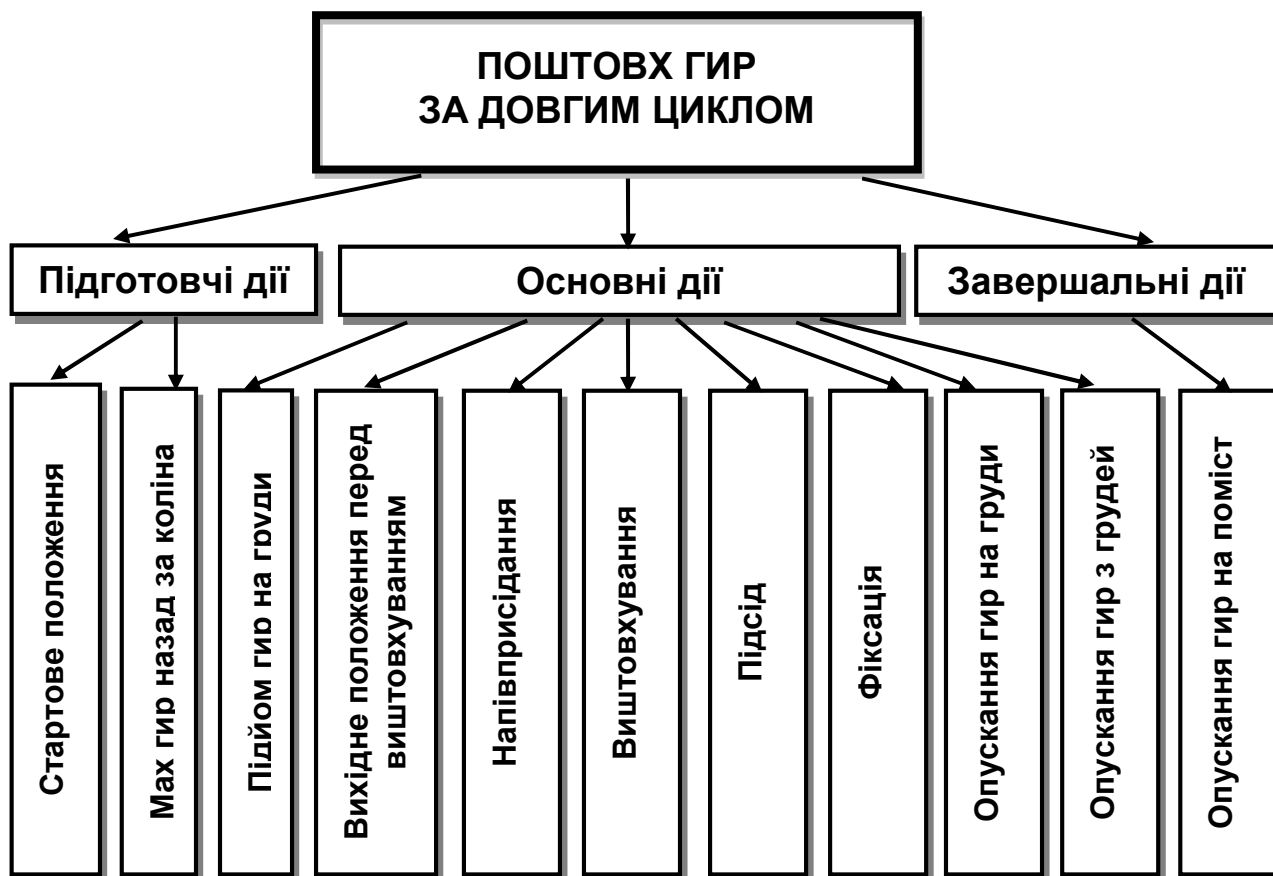 ПОШТОВХ ГИР
ЗА ДОВГИМ ЦИКЛОМ
Підготовчі дії
Основні дії
Завершальні дії
Стартове положення
Мах гир назад за коліна
Підйом гир на груди
Вихідне положення перед
виштовхуванням
Напівприсідання
Виштовхування
Підсід
Фіксація
Опускання гир на груди
Опускання гир з грудей
Опускання гир на поміст